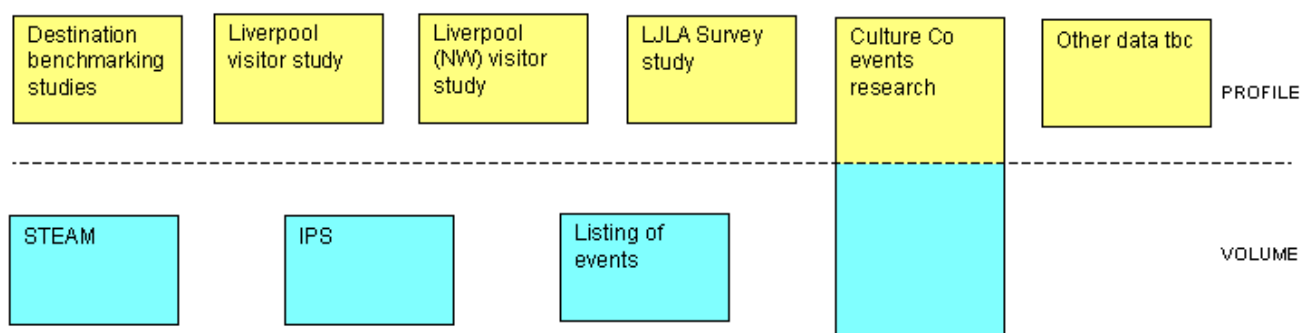 Destination
benchmarking
studies
Liverpool
visitor study
Liverpool
(NW) visitor
study
LJLA Survey
study
Culture Co
events
research
Other data tbc
PROFILE
STEAM
IPS
Listing of
events
VOLUME